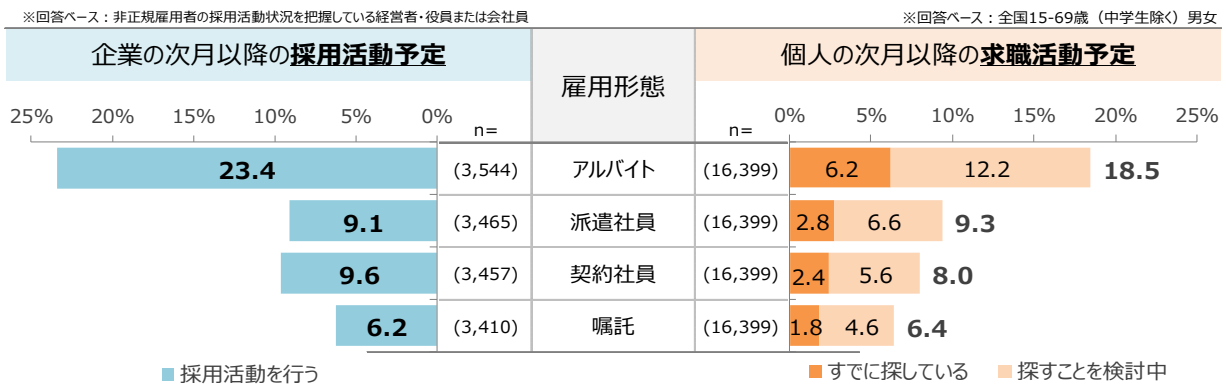 ※回答ベース：非正規雇用者の採用活動状況を把握している経営者・役員または会社員
※回答ベース：全国15-69歳（中学生除く）男女
企業の次月以降の採用活動予定
雇用形態
個人の次月以降の求職活動予定
25% 20% 15% 10% 5% 0%
n=
n=
0% 5% 10% 15% 20% 25%
23.4 (3,544) アルバイト (16,399) 6.2 12.2 18.5
9.1 (3,465) 派遣社員 (16,399) 2.8 6.6 9.3
9.6 (3,457) 契約社員 (16,399) 2.4 5.6 8.0
6.2 (3,410) 嘱託 (16,399) 1.8 4.6 6.4
採用活動を行う
すでに探している 探すことを検討中